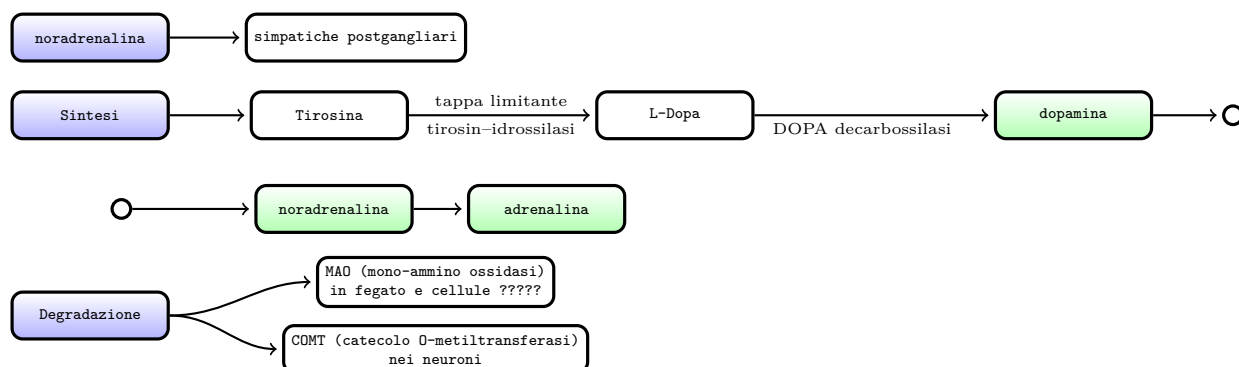 noradrenalina
simpatiche postgangliari
Sintesi
Tirosina
tappa limitante
tirosin–idrossilasi
L-Dopa
DOPA decarbossilasi
dopamina
noradrenalina
adrenalina
Degradazione
MAO (mono-ammino ossidasi)
in fegato e cellule ?????
COMT (catecolo O-metiltransferasi)
nei neuroni